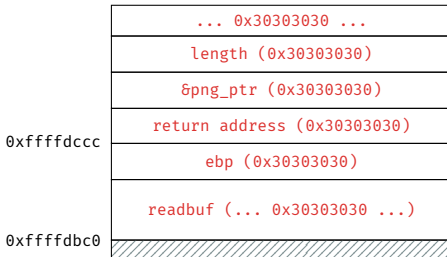 ... 0x30303030 ...
length (0x30303030)
&png_ptr (0x30303030)
return address (0x30303030)
0xffffdccc
ebp (0x30303030)
readbuf (... 0x30303030 ...)
0xffffdbc0